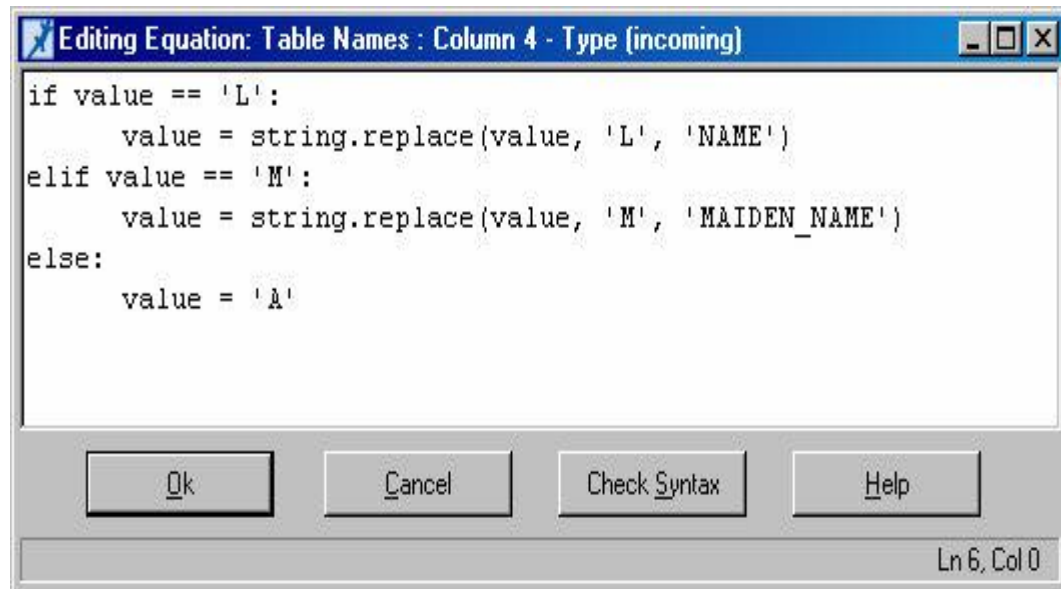 Editing Equation: Table Names : Column 4 - Type (incoming)
if value == 'L':
      value = string.replace(value, 'L', 'NAME')
elif value == 'M':
      value = string.replace(value, 'M', 'MAIDEN_NAME')
else:
      value = 'A'
Ok Cancel Check Syntax Help
Ln 6, Col 0